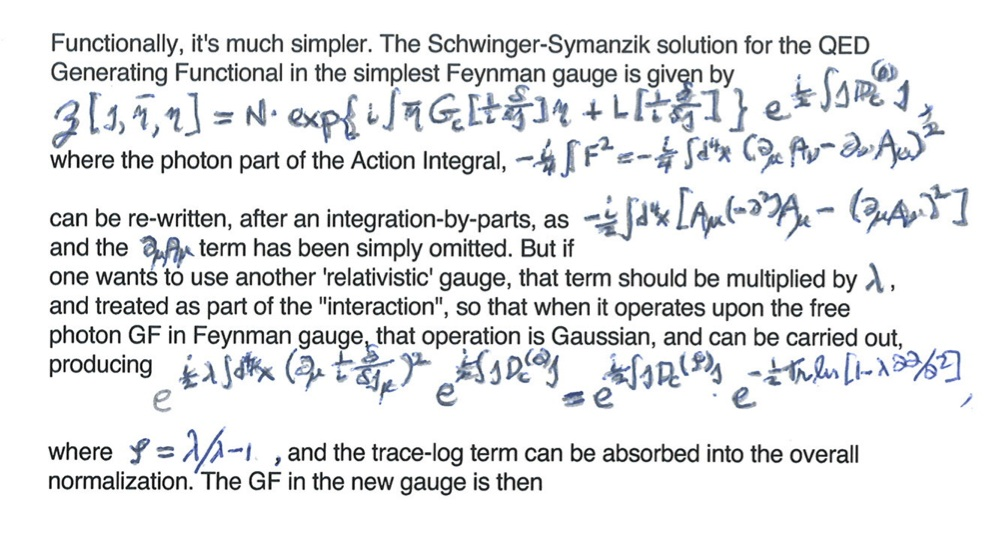 Functionally, it's much simpler. The Schwinger-Symanzik solution for the QED
Generating Functional in the simplest Feynman gauge is given by
𝔷[j, η̄, η] = N · exp{i∫η̄ G_c[1/i δ/δj]η + L[1/i δ/δj]} e^{i/2 ∫j D_c^{(0)} j},
where the photon part of the Action Integral, -i/4 ∫F² = -i/4 ∫d⁴x (∂_μ A_ν - ∂_ν A_μ)²,
can be re-written, after an integration-by-parts, as -i/2 ∫d⁴x [A_μ(-∂²)A_μ - (∂_μ A_μ)²]
and the ∂_μ A_μ term has been simply omitted. But if
one wants to use another 'relativistic' gauge, that term should be multiplied by λ,
and treated as part of the "interaction", so that when it operates upon the free
photon GF in Feynman gauge, that operation is Gaussian, and can be carried out,
producing e^{i/2 λ∫d⁴x (∂_μ 1/i δ/δj_μ)²} e^{i/2 ∫j D_c^{(0)} j} = e^{i/2 ∫j D_c^{(ζ)} j} · e^{-1/2 Tr ln[1-λ ∂∂/∂²]},
where ζ = λ/λ-1 , and the trace-log term can be absorbed into the overall
normalization. The GF in the new gauge is then